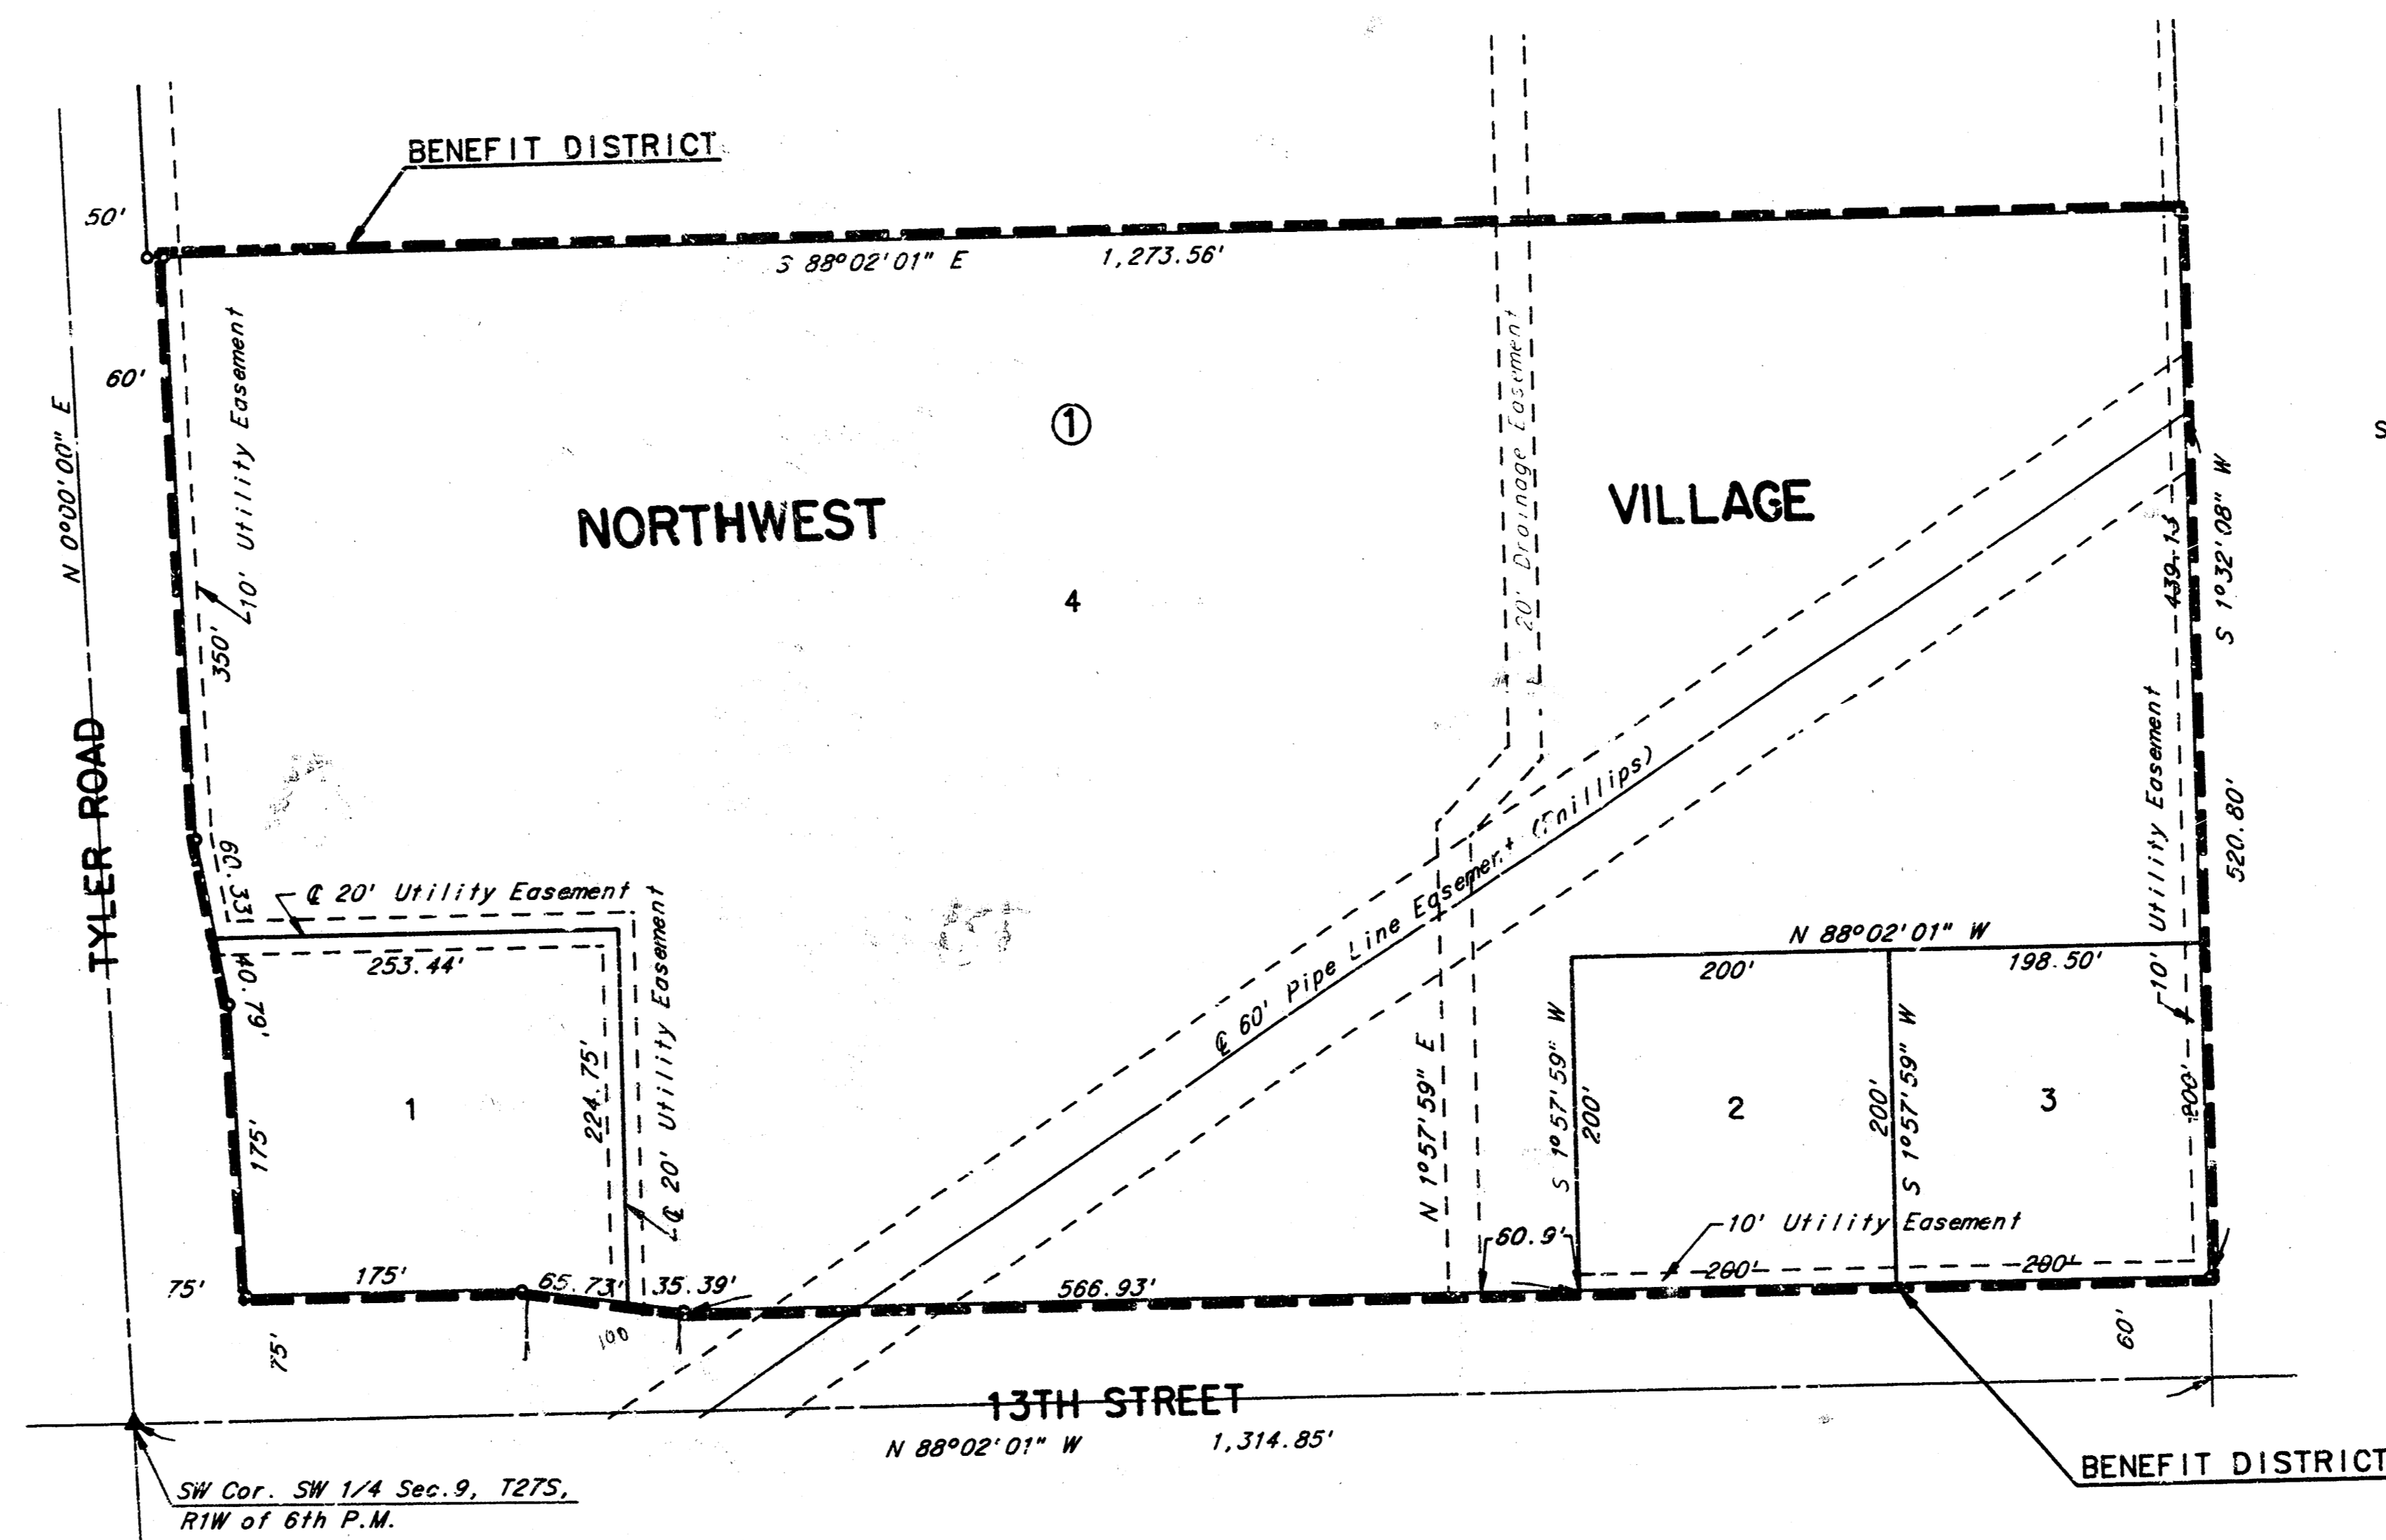 BENEFIT DISTRICT
50'
S 88°02'01" E 1,273.56'
60'
N 0°00'00" E
10' Utility Easement
350'
20' Drainage Easement
1
NORTHWEST VILLAGE
4
S
439.13
S 1°32'08" W
TYLER ROAD
60.33'
℄ 20' Utility Easement
253.44'
40.79'
℄ 20' Utility Easement
224.75'
1
175'
℄ 60' Pipe Line Easement (Phillips)
10' Utility Easement
520.80'
N 88°02'01" W
200'
198.50'
N 1°57'59" E
S 1°57'59" W
200'
2
200'
S 1°57'59" W
3
200'
60.9'
10' Utility Easement
75'
175'
65.73'
35.39'
566.93'
200'
200'
75'
100
60'
13TH STREET
N 88°02'01" W 1,314.85'
BENEFIT DISTRICT
SW Cor. SW 1/4 Sec.9, T27S,
R1W of 6th P.M.